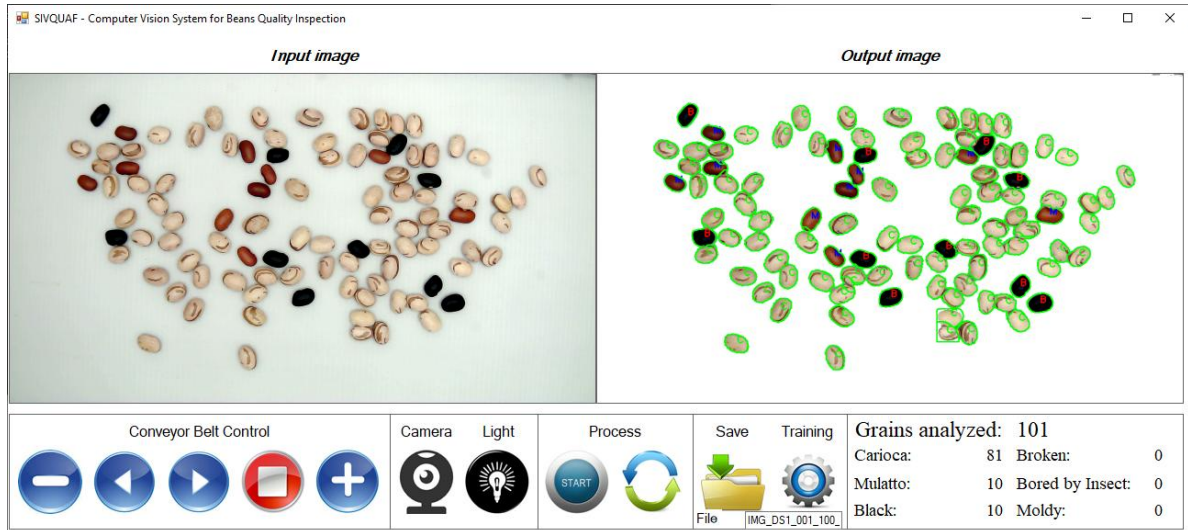 SIVQUAF - Computer Vision System for Beans Quality Inspection
Input image Output image
Conveyor Belt Control Camera Light Process Save Training Grains analyzed: 101
Carioca: 81 Broken: 0
START
Mulatto: 10 Bored by Insect: 0
Black: 10 Moldy: 0
File IMG_DS1_001_100_